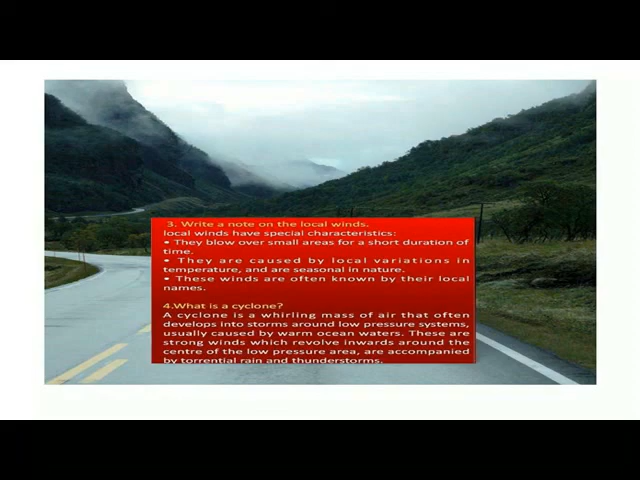 3. Write a note on the local winds.
local winds have special characteristics:
• They blow over small areas for a short duration of
time.
• They are caused by local variations in
temperature, and are seasonal in nature.
• These winds are often known by their local
names.
4.What is a cyclone?
A cyclone is a whirling mass of air that often
develops into storms around low pressure systems,
usually caused by warm ocean waters. These are
strong winds which revolve inwards around the
centre of the low pressure area, are accompanied
by torrential rain and thunderstorms.